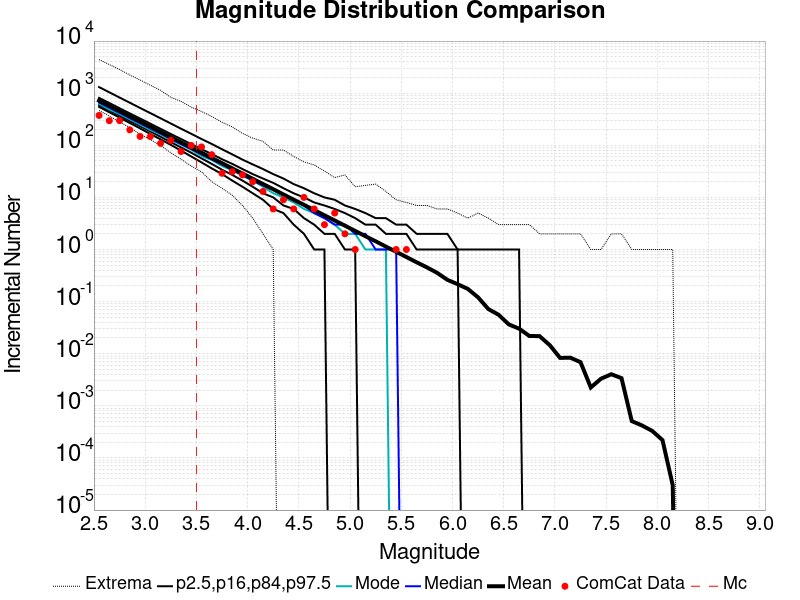 Magnitude Distribution Comparison
10^4
10^3
10^2
10^1
10^0
10^-1
10^-2
10^-3
10^-4
10^-5
Incremental Number
2.5 3.0 3.5 4.0 4.5 5.0 5.5 6.0 6.5 7.0 7.5 8.0 8.5 9.0
Magnitude
Extrema p2.5,p16,p84,p97.5 Mode Median Mean ComCat Data Mc